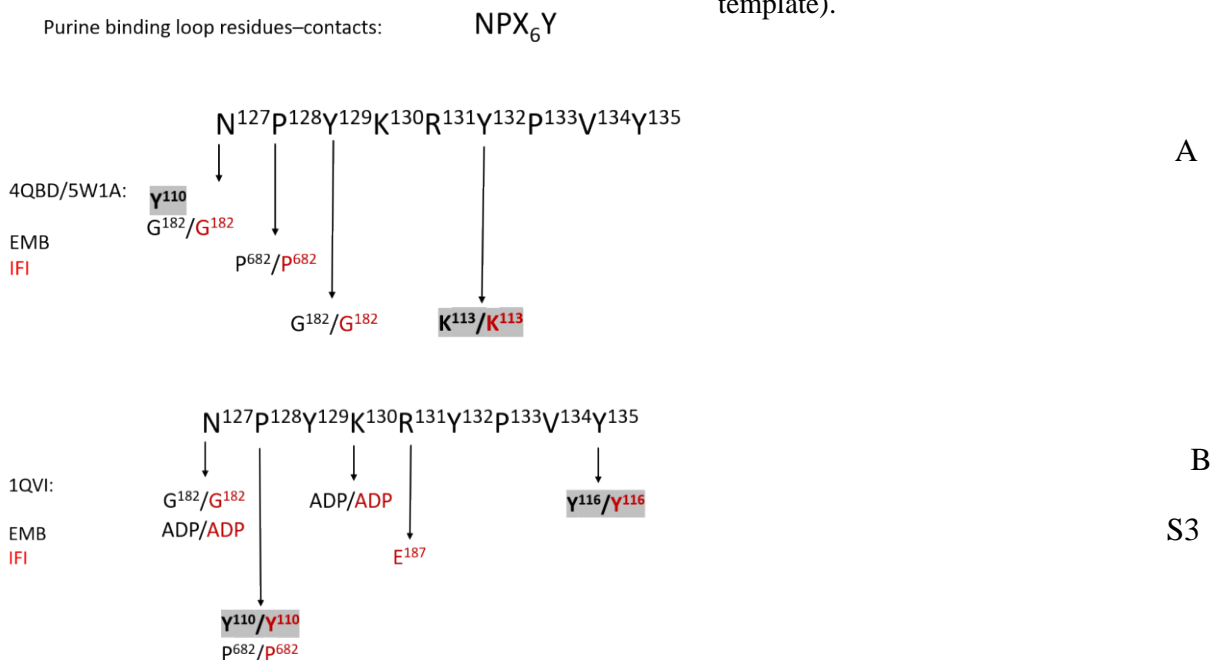 template).
Purine binding loop residues–contacts: NPX₆Y
N¹²⁷P¹²⁸Y¹²⁹K¹³⁰R¹³¹Y¹³²P¹³³V¹³⁴Y¹³⁵
A
4QBD/5W1A: Y¹¹⁰
G¹⁸²/G¹⁸²
EMB
P⁶⁸²/P⁶⁸²
IFI
G¹⁸²/G¹⁸² K¹¹³/K¹¹³
N¹²⁷P¹²⁸Y¹²⁹K¹³⁰R¹³¹Y¹³²P¹³³V¹³⁴Y¹³⁵
B
1QVI:
G¹⁸²/G¹⁸² ADP/ADP Y¹¹⁶/Y¹¹⁶
EMB ADP/ADP S3
IFI E¹⁸⁷
Y¹¹⁰/Y¹¹⁰
P⁶⁸²/P⁶⁸²